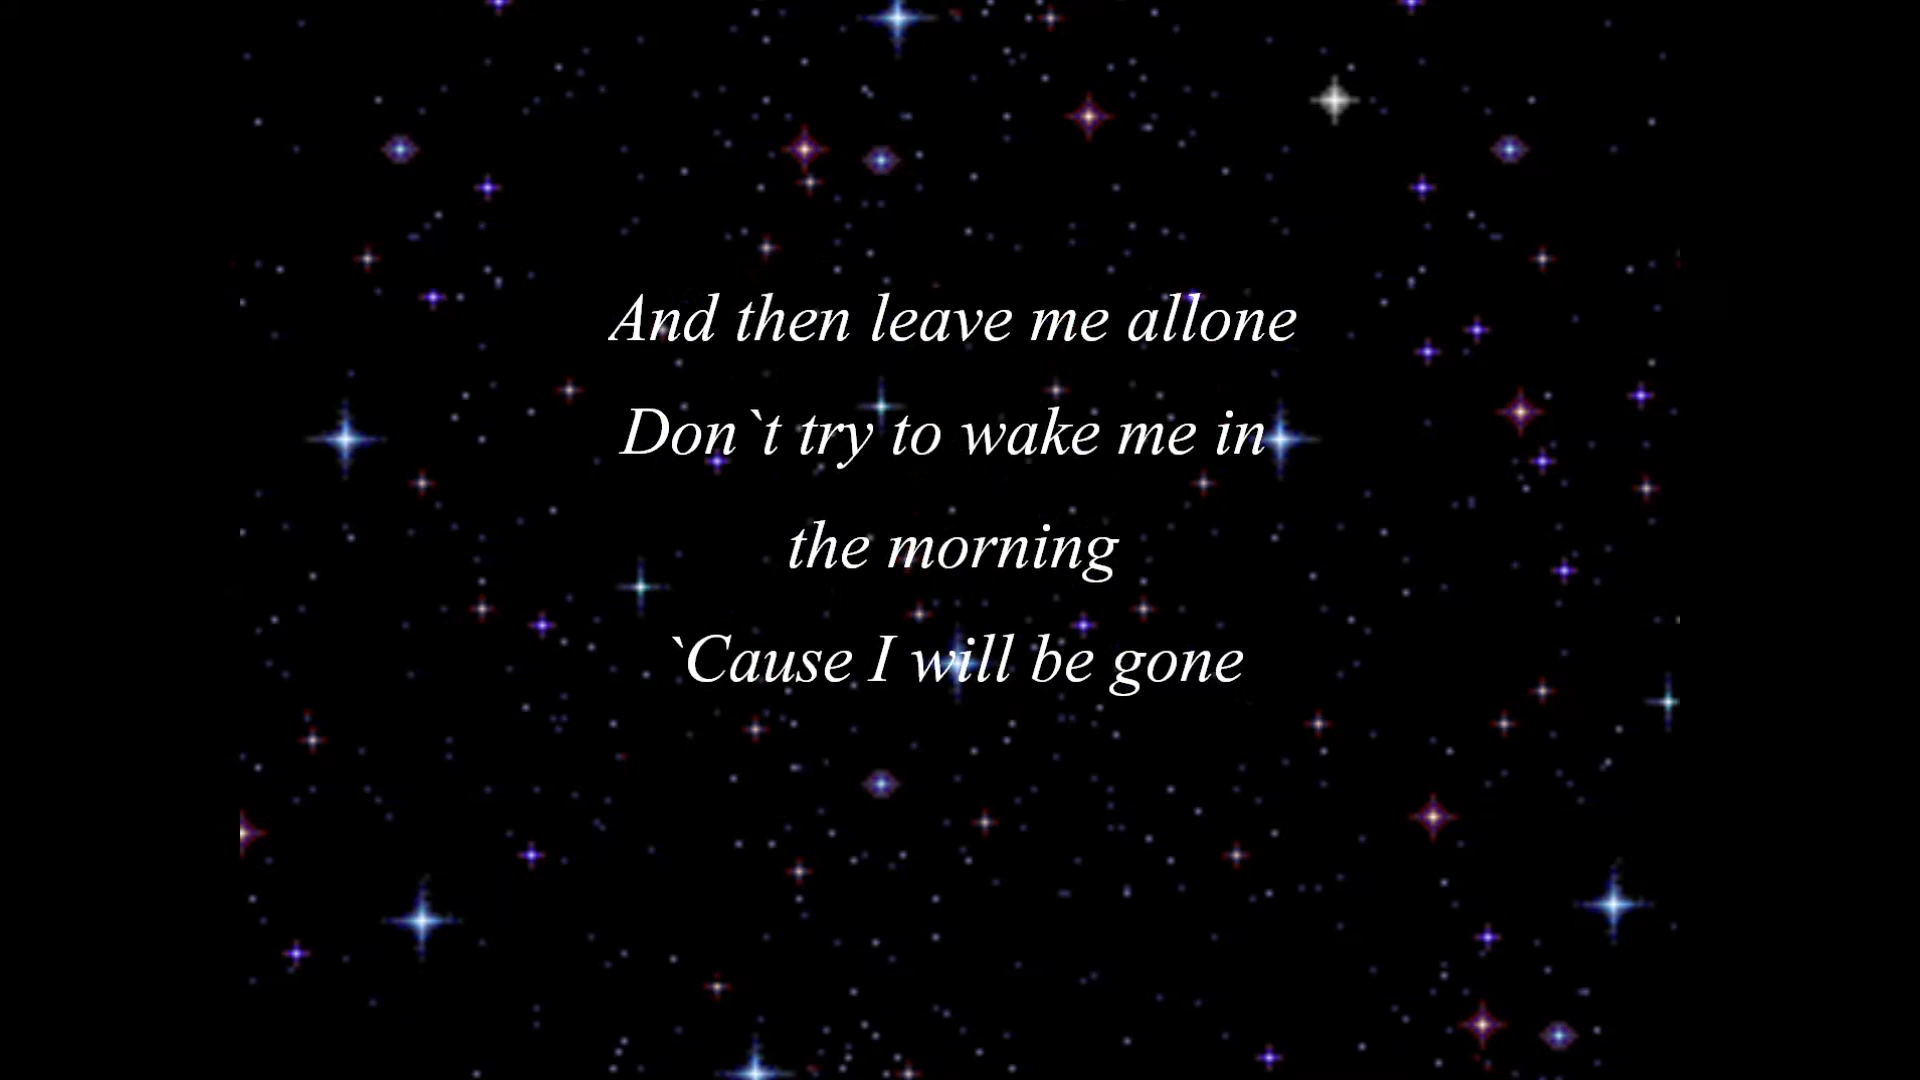 And then leave me allone
Don`t try to wake me in
the morning
`Cause I will be gone